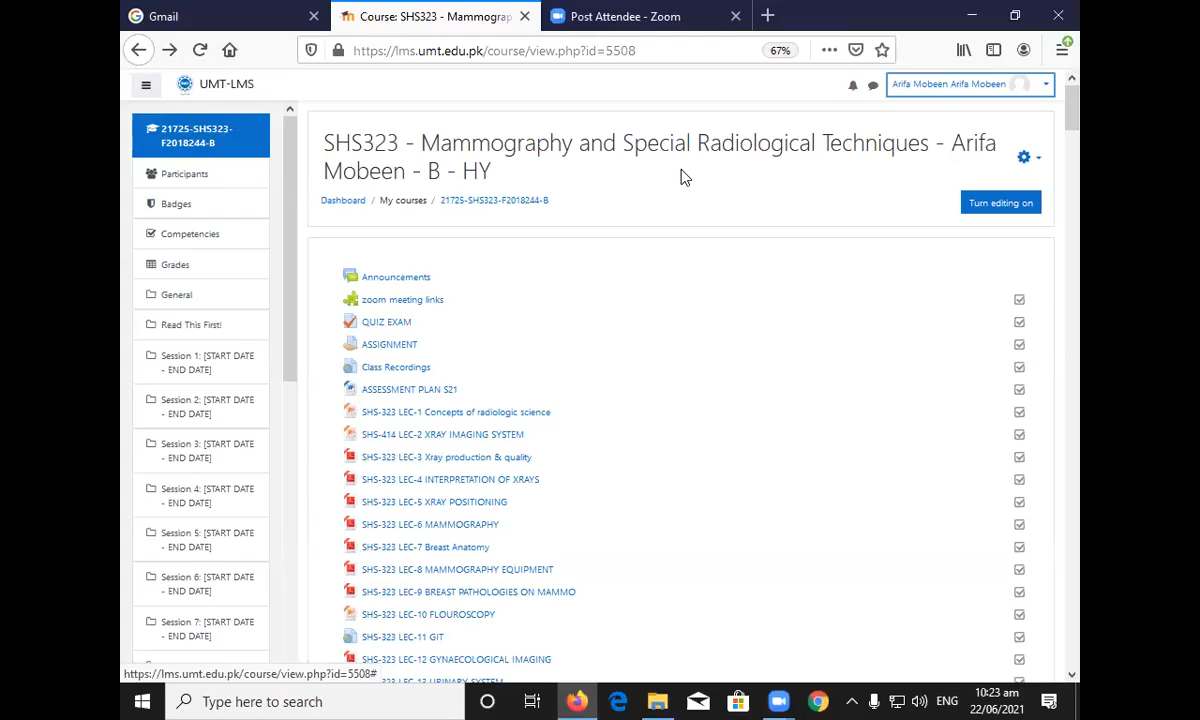 Gmail
Course: SHS323 - Mammograp
Post Attendee - Zoom
https://lms.umt.edu.pk/course/view.php?id=5508
67%
UMT-LMS
Arifa Mobeen Arifa Mobeen
21725-SHS323-
F2018244-B
Participants
Badges
Competencies
Grades
General
Read This First!
Session 1: [START DATE
- END DATE]
Session 2: [START DATE
- END DATE]
Session 3: [START DATE
- END DATE]
Session 4: [START DATE
- END DATE]
Session 5: [START DATE
- END DATE]
Session 6: [START DATE
- END DATE]
Session 7: [START DATE
- END DATE]
SHS323 - Mammography and Special Radiological Techniques - Arifa
Mobeen - B - HY
Dashboard / My courses / 21725-SHS323-F2018244-B
Turn editing on
Announcements
zoom meeting links
QUIZ EXAM
ASSIGNMENT
Class Recordings
ASSESSMENT PLAN S21
SHS-323 LEC-1 Concepts of radiologic science
SHS-414 LEC-2 XRAY IMAGING SYSTEM
SHS-323 LEC-3 Xray production & quality
SHS-323 LEC-4 INTERPRETATION OF XRAYS
SHS-323 LEC-5 XRAY POSITIONING
SHS-323 LEC-6 MAMMOGRAPHY
SHS-323 LEC-7 Breast Anatomy
SHS-323 LEC-8 MAMMOGRAPHY EQUIPMENT
SHS-323 LEC-9 BREAST PATHOLOGIES ON MAMMO
SHS-323 LEC-10 FLOUROSCOPY
SHS-323 LEC-11 GIT
SHS-323 LEC-12 GYNAECOLOGICAL IMAGING
SHS-323 LEC-13 URINARY SYSTEM
https://lms.umt.edu.pk/course/view.php?id=5508#
Type here to search
ENG
10:23 am
22/06/2021